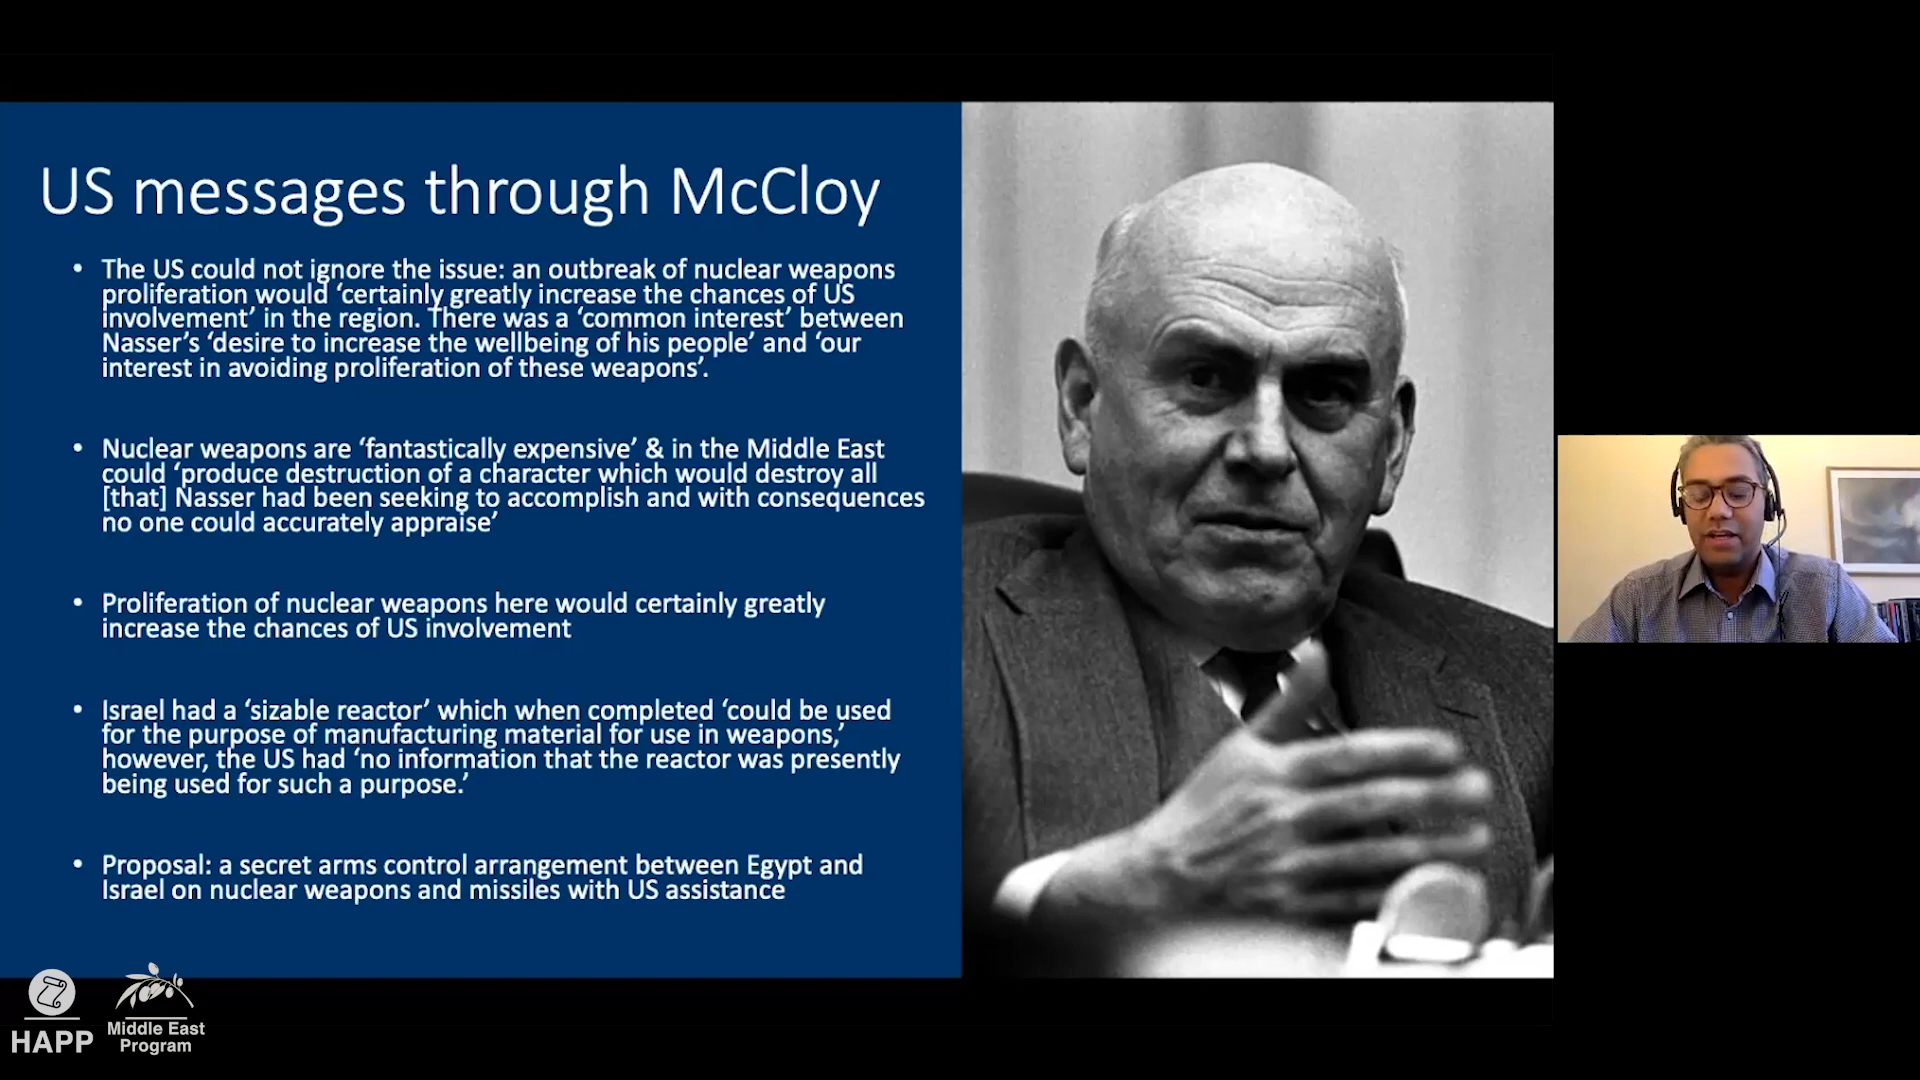 US messages through McCloy
• The US could not ignore the issue: an outbreak of nuclear weapons
proliferation would ‘certainly greatly increase the chances of US
involvement’ in the region. There was a ‘common interest’ between
Nasser’s ‘desire to increase the wellbeing of his people’ and ‘our
interest in avoiding proliferation of these weapons’.
• Nuclear weapons are ‘fantastically expensive’ & in the Middle East
could ‘produce destruction of a character which would destroy all
[that] Nasser had been seeking to accomplish and with consequences
no one could accurately appraise’
• Proliferation of nuclear weapons here would certainly greatly
increase the chances of US involvement
• Israel had a ‘sizable reactor’ which when completed ‘could be used
for the purpose of manufacturing material for use in weapons,’
however, the US had ‘no information that the reactor was presently
being used for such a purpose.’
• Proposal: a secret arms control arrangement between Egypt and
Israel on nuclear weapons and missiles with US assistance
HAPP
Middle East
Program